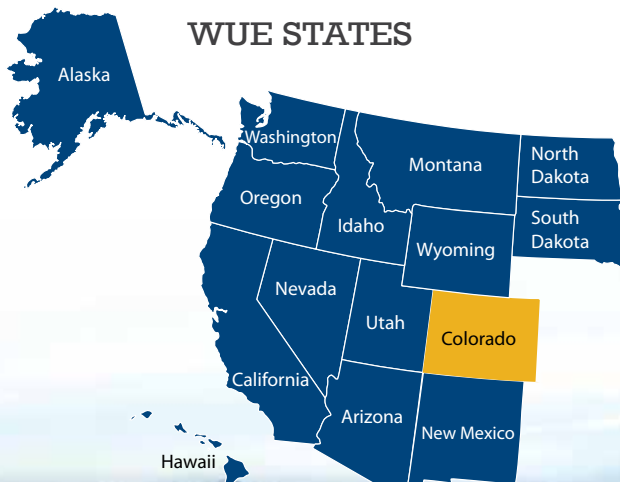 WUE STATES
Alaska
Washington
Montana
North
Dakota
Oregon
Idaho
South
Dakota
Wyoming
Nevada
Utah
Colorado
California
Arizona
New Mexico
Hawaii